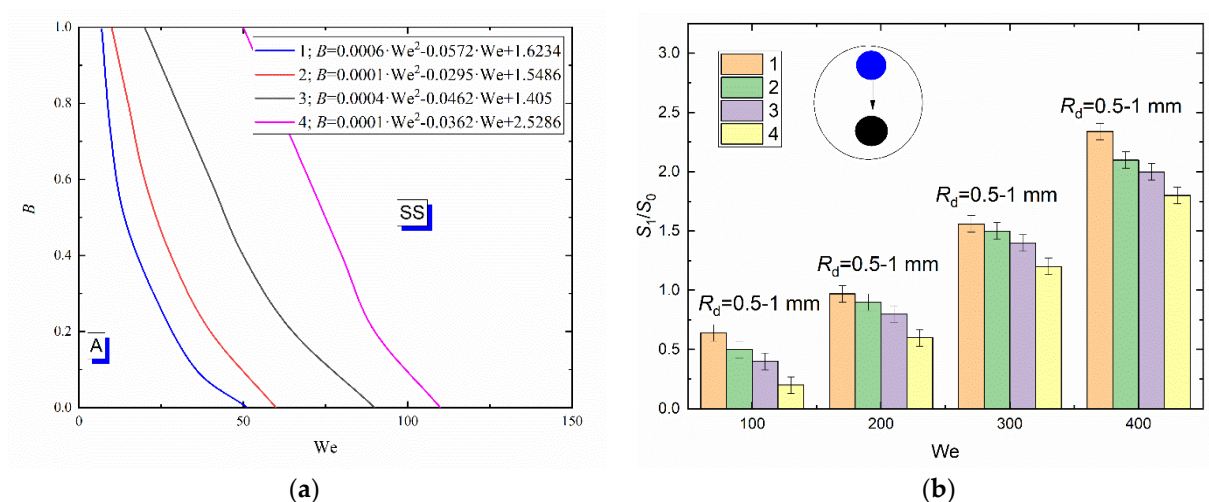 1.0
0.8
0.6
0.4
0.2
0.0
B
1; B=0.0006·We²-0.0572·We+1.6234
2; B=0.0001·We²-0.0295·We+1.5486
3; B=0.0004·We²-0.0462·We+1.405
4; B=0.0001·We²-0.0362·We+2.5286
SS
A
0 50 100 150
We
(a)
3.0
2.5
2.0
1.5
1.0
0.5
0.0
S₁/S₀
1
2
3
4
R_d=0.5-1 mm
R_d=0.5-1 mm
R_d=0.5-1 mm
R_d=0.5-1 mm
100 200 300 400
We
(b)